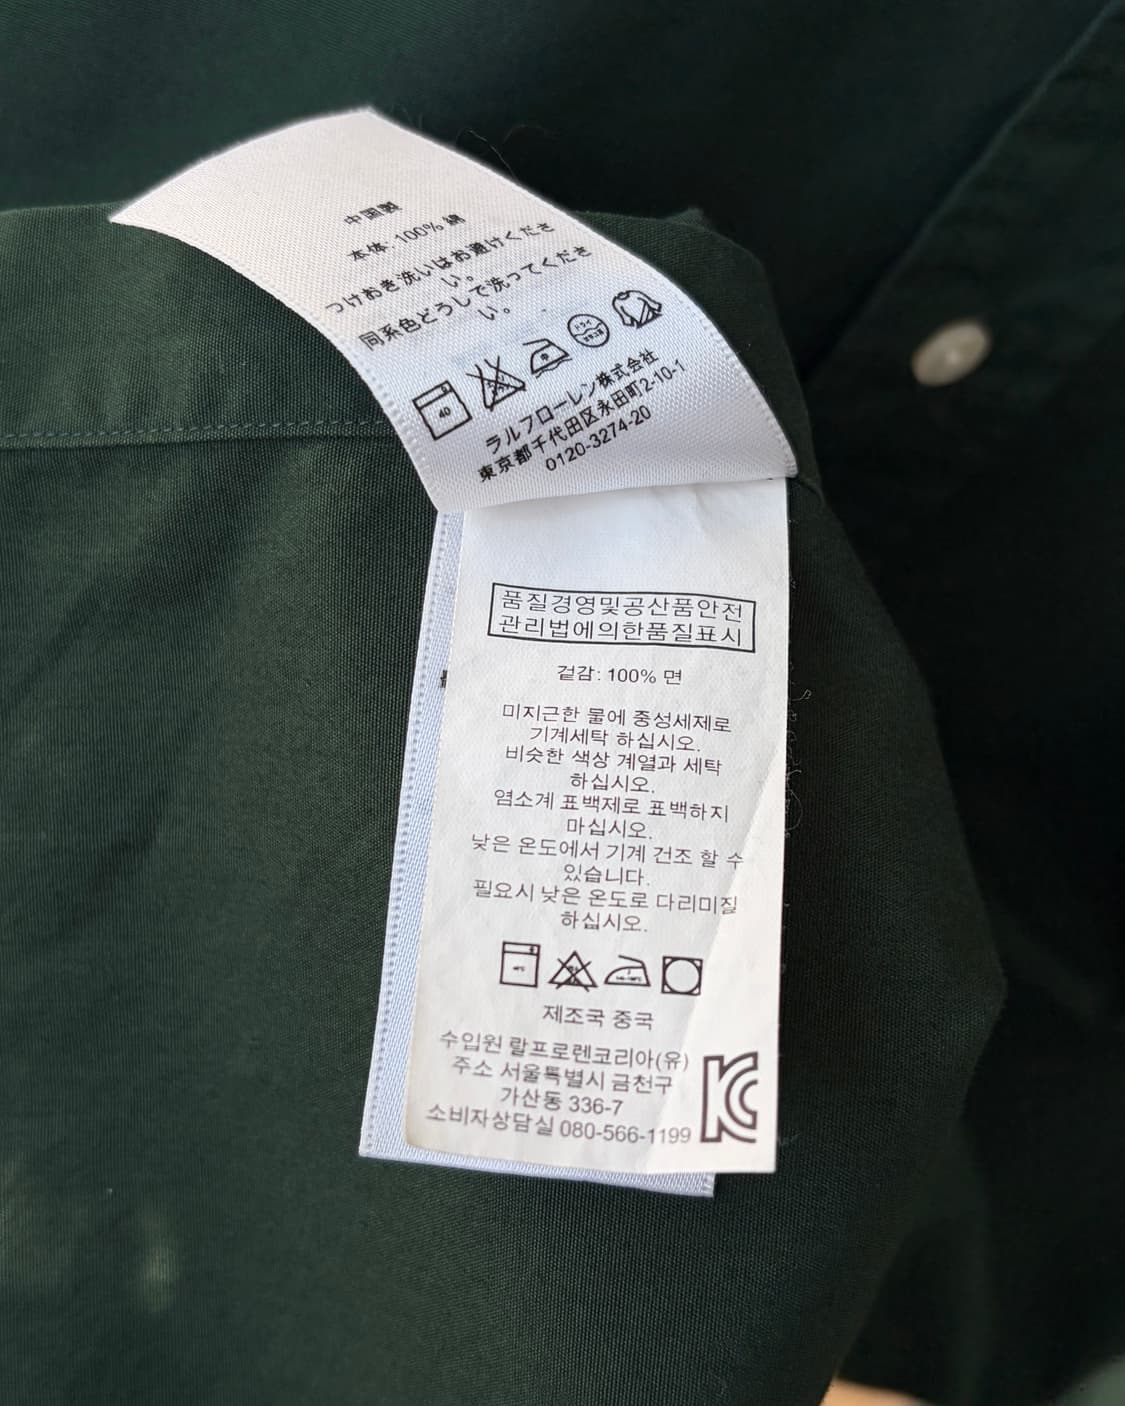 中国製
本体: 100% 綿
つけおき洗いはお避けくださ
い。
同系色どうしで洗ってくださ
い。
40
ドライ
ラルフローレン株式会社
東京都千代田区永田町2-10-1
0120-3274-20
품질경영및공산품안전
관리법에의한품질표시
겉감: 100% 면
미지근한 물에 중성세제로
기계세탁 하십시오.
비슷한 색상 계열과 세탁
하십시오.
염소계 표백제로 표백하지
마십시오.
낮은 온도에서 기계 건조 할 수
있습니다.
필요시 낮은 온도로 다리미질
하십시오.
제조국 중국
수입원 랄프로렌코리아(유)
주소 서울특별시 금천구
가산동 336-7
소비자상담실 080-566-1199
KC